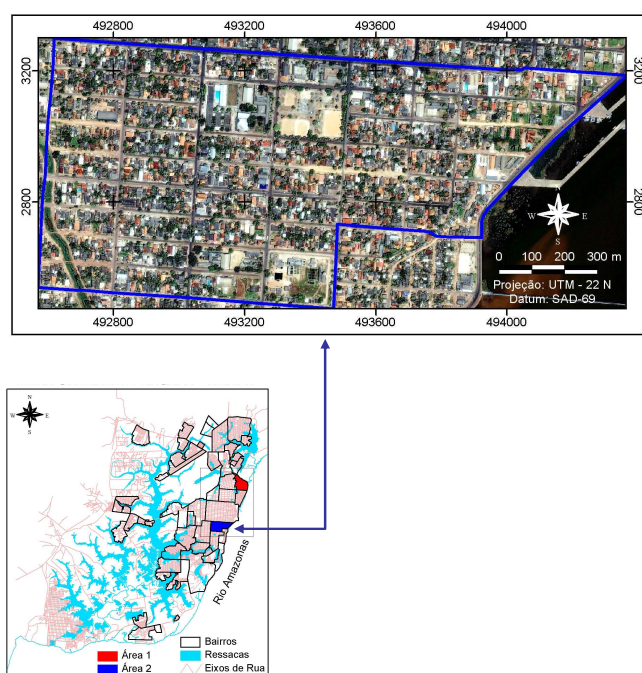 492800 493200 493600 494000
3200 3200
2800 2800
N
W E
S
0 100 200 300 m
Projeção: UTM - 22 N
Datum: SAD-69
492800 493200 493600 494000
N
W E
S
Rio Amazonas
Bairros
Área 1 Ressacas
Área 2 Eixos de Rua